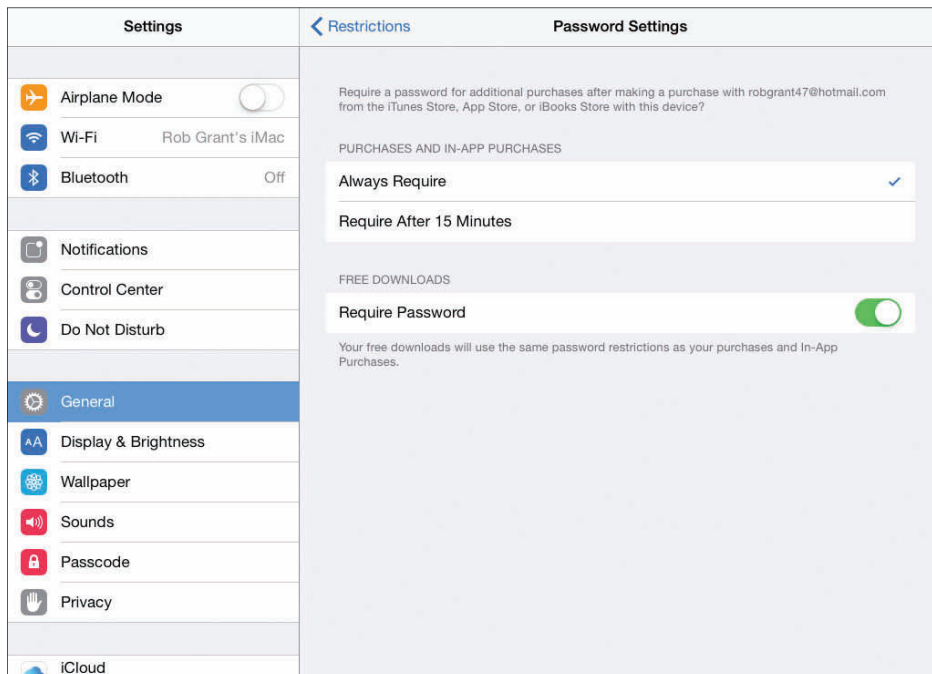 Settings
Airplane Mode
Wi-Fi Rob Grant's iMac
Bluetooth Off
Notifications
Control Center
Do Not Disturb
General
AA Display & Brightness
Wallpaper
Sounds
Passcode
Privacy
iCloud
Restrictions Password Settings
Require a password for additional purchases after making a purchase with robgrant47@hotmail.com
from the iTunes Store, App Store, or iBooks Store with this device?
PURCHASES AND IN-APP PURCHASES
Always Require
Require After 15 Minutes
FREE DOWNLOADS
Require Password
Your free downloads will use the same password restrictions as your purchases and In-App
Purchases.